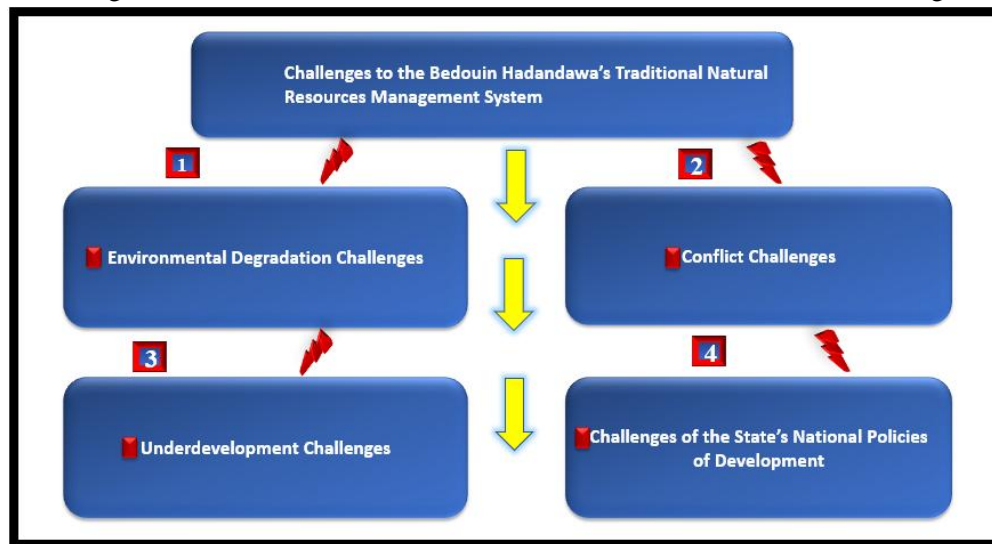 Challenges to the Bedouin Hadandawa's Traditional Natural
Resources Management System
1
2
Environmental Degradation Challenges
Conflict Challenges
3
4
Underdevelopment Challenges
Challenges of the State's National Policies
of Development